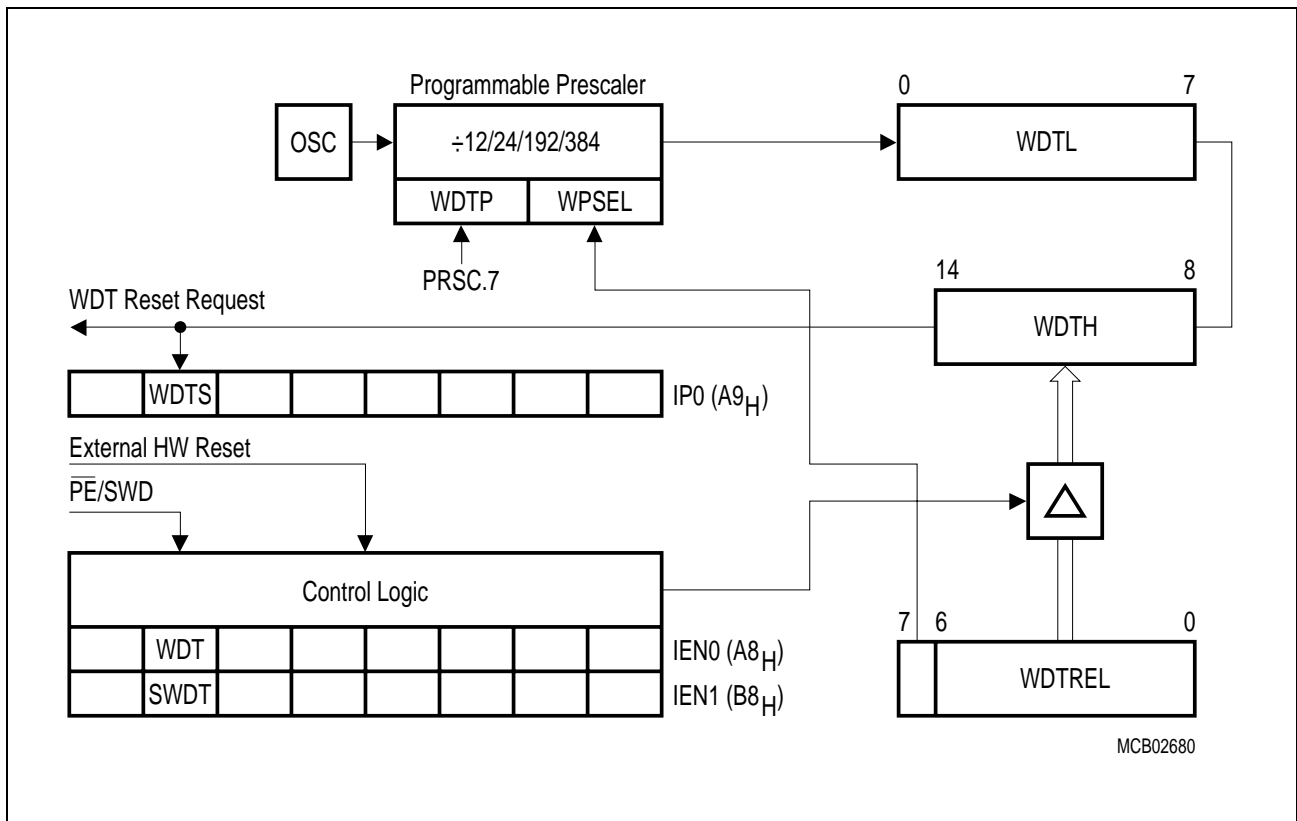 Programmable Prescaler
0 7
OSC
÷12/24/192/384
WDTL
WDTP WPSEL
PRSC.7
14 8
WDT Reset Request
WDTH
WDTS
IP0 (A9H)
External HW Reset
PE/SWD
Control Logic
7 6 0
WDT
IEN0 (A8H)
WDTREL
SWDT
IEN1 (B8H)
MCB02680